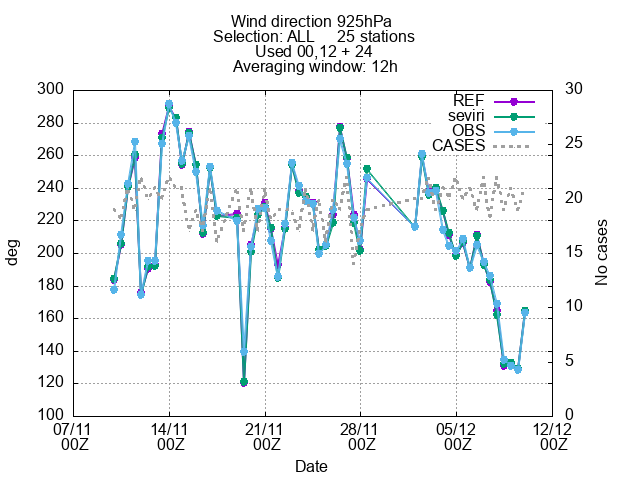 Wind direction 925hPa
Selection: ALL 25 stations
Used 00,12 + 24
Averaging window: 12h
300
280
260
240
220
200
180
160
140
120
100
deg
30
25
20
15
10
5
0
No cases
REF
seviri
OBS
CASES
07/11 14/11 21/11 28/11 05/12 12/12
00Z 00Z 00Z 00Z 00Z 00Z
Date